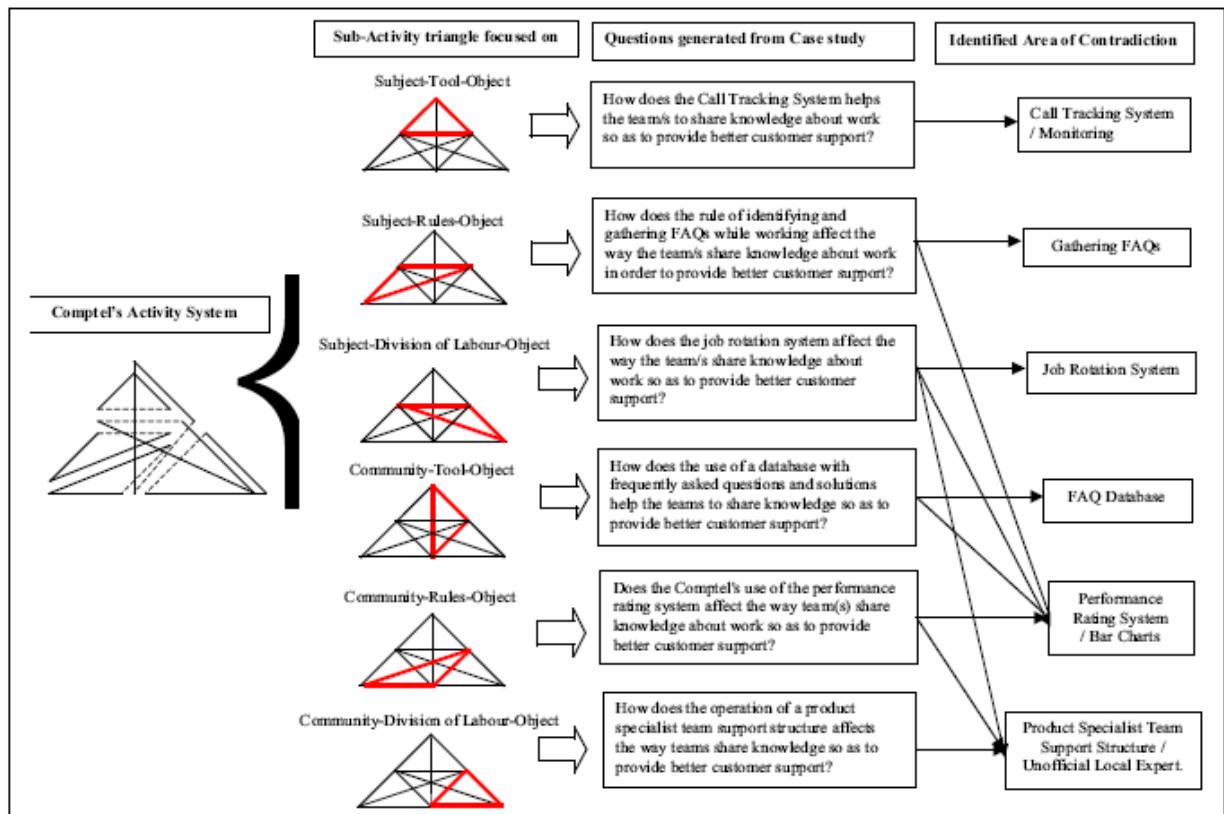 Sub-Activity triangle focused on
Questions generated from Case study
Identified Area of Contradiction
Subject-Tool-Object
How does the Call Tracking System helps
the team/s to share knowledge about work
so as to provide better customer support?
Call Tracking System
/ Monitoring
Subject-Rules-Object
How does the rule of identifying and
gathering FAQs while working affect the
way the team/s share knowledge about work
in order to provide better customer support?
Gathering FAQs
Comptel's Activity System
Subject-Division of Labour-Object
How does the job rotation system affect the
way the team/s share knowledge about
work so as to provide better customer
support?
Job Rotation System
Community-Tool-Object
How does the use of a database with
frequently asked questions and solutions
help the teams to share knowledge so as to
provide better customer support?
FAQ Database
Community-Rules-Object
Does the Comptel's use of the performance
rating system affect the way team(s) share
knowledge about work so as to provide
better customer support?
Performance
Rating System
/ Bar Charts
Community-Division of Labour-Object
How does the operation of a product
specialist team support structure affects
the way teams share knowledge so as to
provide better customer support?
Product Specialist Team
Support Structure /
Unofficial Local Expert.